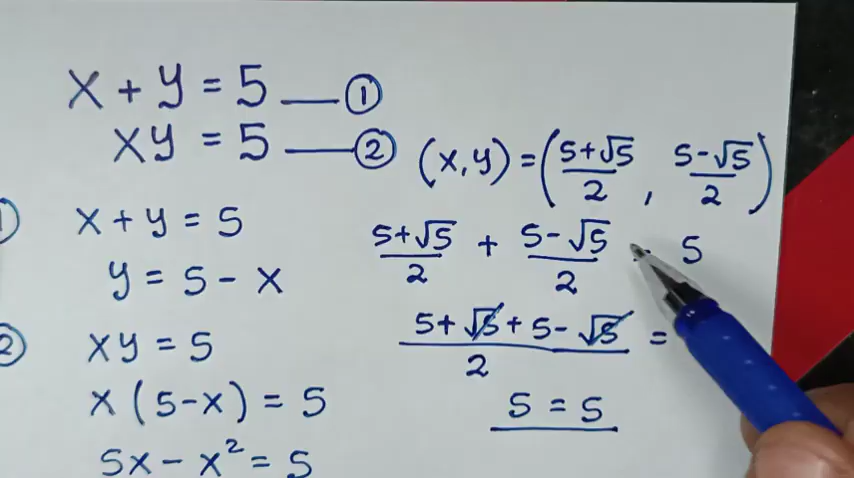 x + y = 5 —— ①
xy = 5 —— ②
(x, y) = ( (5+√5)/2 , (5-√5)/2 )
① x + y = 5
y = 5 - x
② xy = 5
x (5-x) = 5
5x - x² = 5
(5+√5)/2 + (5-√5)/2 = 5
(5+√5+5-√5)/2 =
5 = 5